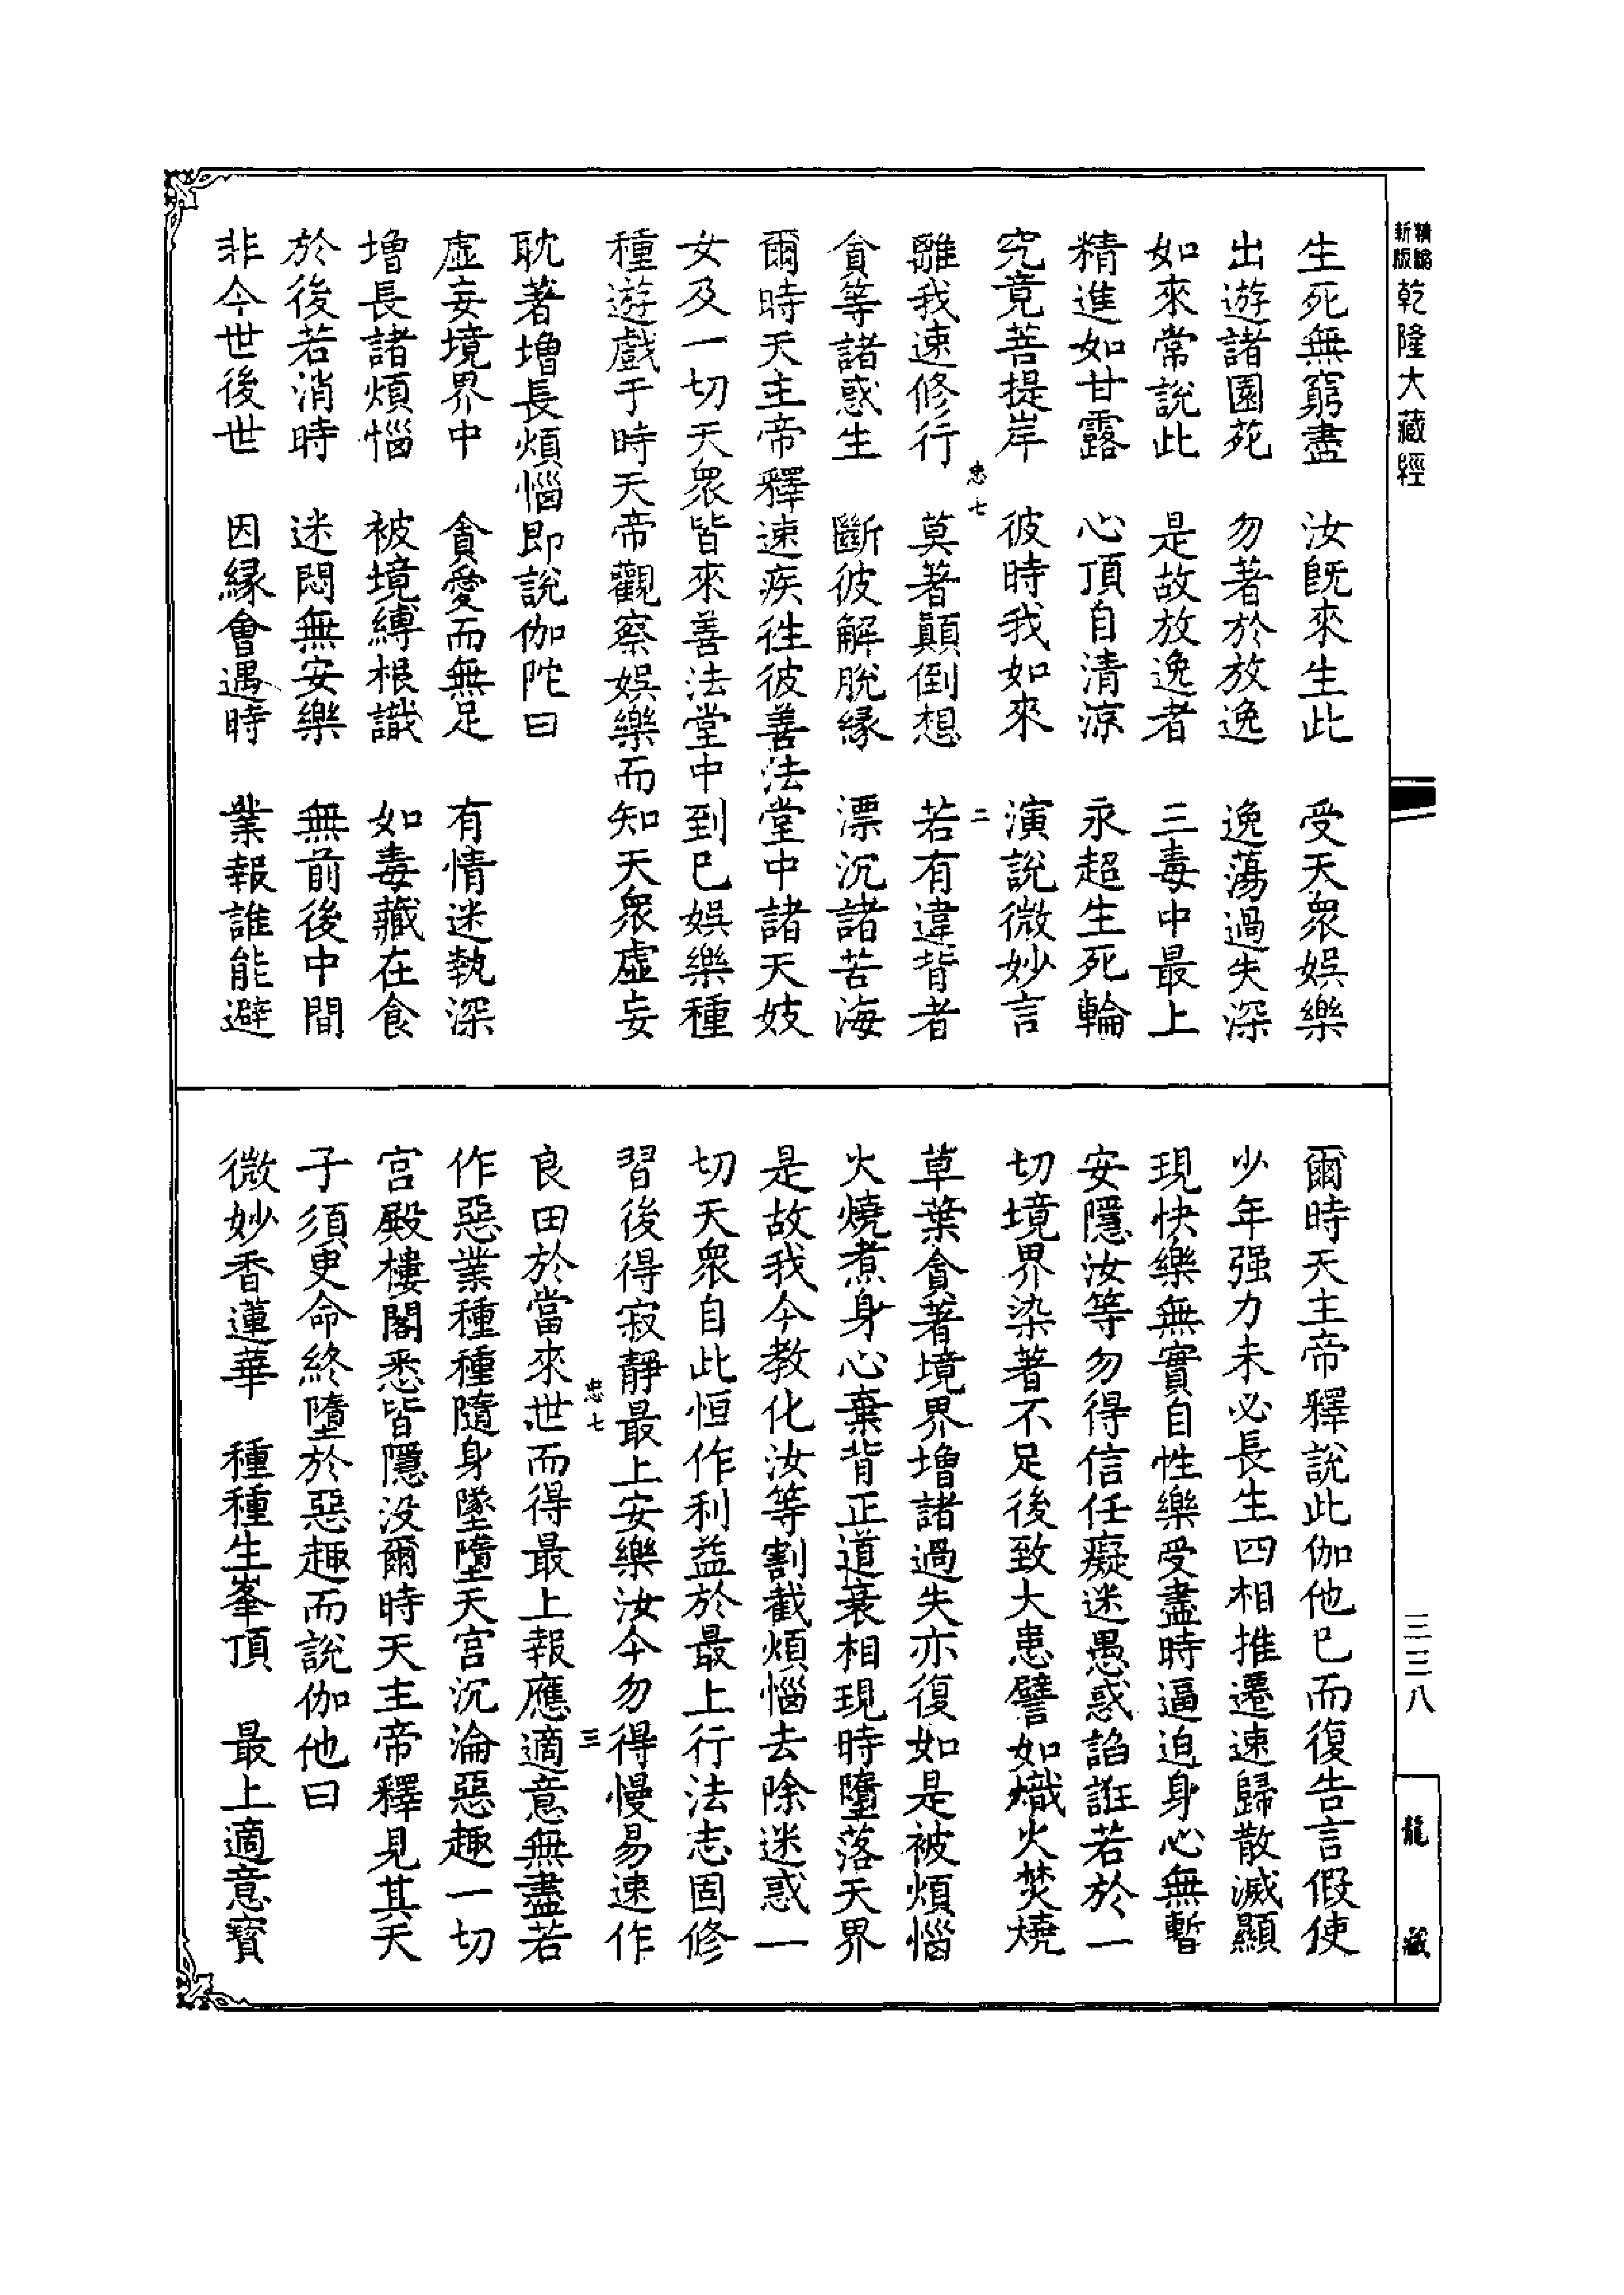 新版
精縮
乾隆大藏經
生死無窮盡　汝旣來生此　受天衆娛樂
出遊諸園苑　勿著於放逸　逸蕩過失深
如來常說此　是故放逸者　三毒中最上
精進如甘露　心頂自清涼　永超生死輪
究竟菩提岸　彼時我如來　演說微妙言
忠七　二
雖我速修行　莫著顛倒想　若有違背者
貪等諸惑生　斷彼解脫緣　漂沉諸苦海
爾時天主帝釋速疾徃彼善法堂中諸天妓
女及一切天衆皆來善法堂中到巳娛樂種
種遊戲于時天帝觀察娛樂而知天衆虛妄
耽著增長煩惱即說伽陀曰
虛妄境界中　貪愛而無足　有情迷執深
增長諸煩惱　被境縛根識　如毒藏在食
於後若消時　迷悶無安樂　無前後中間
非今世後世　因緣會遇時　業報誰能避
爾時天主帝釋說此伽他巳而復告言假使
少年强力未必長生四相推遷速歸散滅顯
現快樂無實自性樂受盡時逼迫身心無暫
安隱汝等勿得信任癡迷愚惑諂誑若於一
切境界染著不足後致大患譬如熾火焚燒
草葉貪著境界增諸過失亦復如是被煩惱
火燒煮身心棄背正道衰相現時墮落天界
是故我今教化汝等割截煩惱去除迷惑一
切天衆自此恒作利益於最上行法志固修
習後得寂靜最上安樂汝今勿得慢易速作
忠七　三
良田於當來世而得最上報應適意無盡若
作惡業種種隨身墜墮天宮沉淪惡趣一切
宮殿樓閣悉皆隱没爾時天主帝釋見其天
子須更命終墮於惡趣而說伽他曰
微妙香蓮華　種種生峯頂　最上適意寶
三三八
龍藏